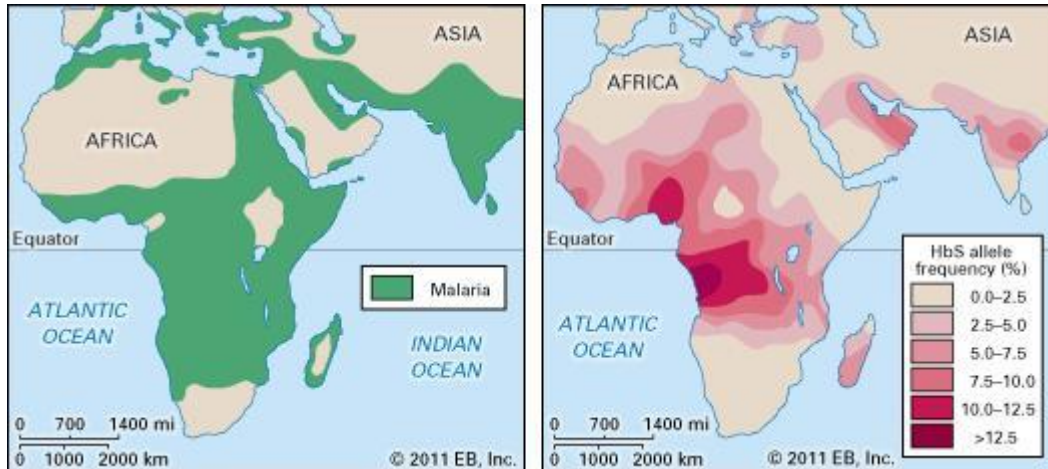 ASIA
AFRICA
Equator
Malaria
ATLANTIC
OCEAN
INDIAN
OCEAN
0 700 1400 mi
0 1000 2000 km
© 2011 EB, Inc.
ASIA
AFRICA
Equator
ATLANTIC
OCEAN
HbS allele
frequency (%)
0.0–2.5
2.5–5.0
5.0–7.5
7.5–10.0
10.0–12.5
>12.5
0 700 1400 mi
0 1000 2000 km
© 2011 EB, Inc.